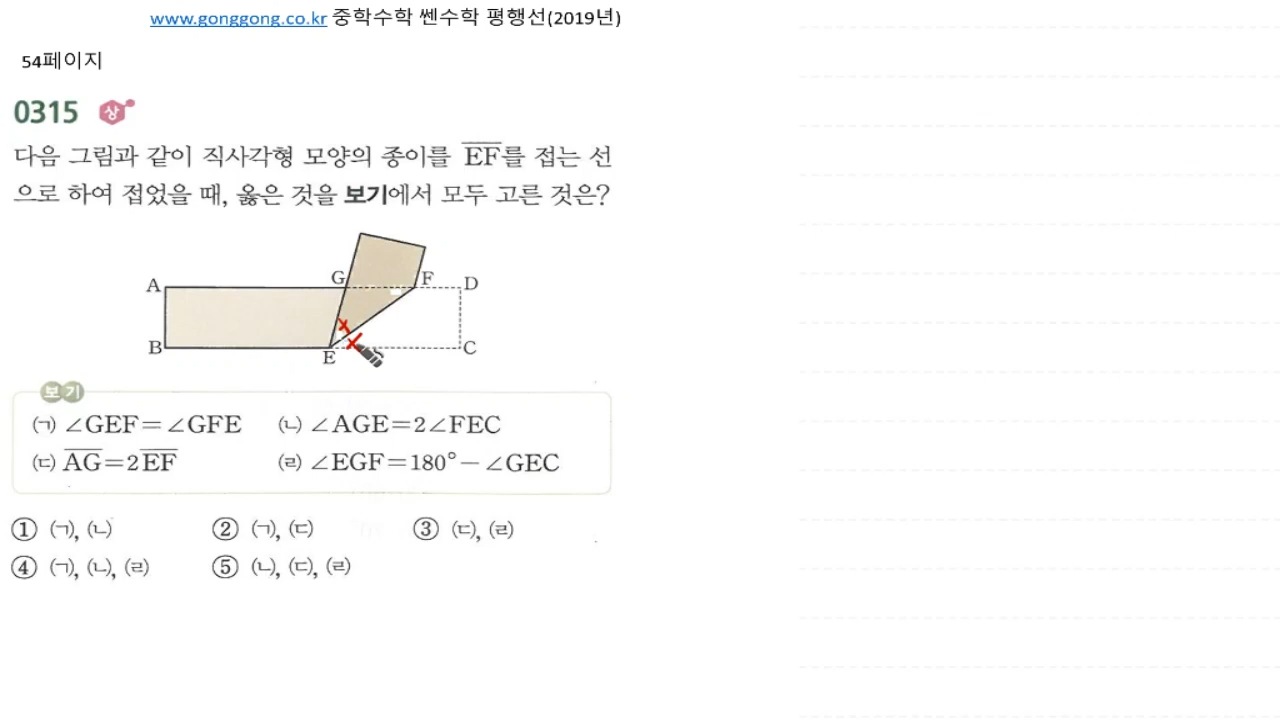 www.gonggong.co.kr 중학수학 쎈수학 평행선(2019년)
54페이지
0315 상
다음 그림과 같이 직사각형 모양의 종이를 EF를 접는 선
으로 하여 접었을 때, 옳은 것을 보기에서 모두 고른 것은?
G F D
A
B E C
보기
(ㄱ) ∠GEF=∠GFE (ㄴ) ∠AGE=2∠FEC
(ㄷ) AG=2EF (ㄹ) ∠EGF=180°-∠GEC
① (ㄱ), (ㄴ) ② (ㄱ), (ㄷ) ③ (ㄷ), (ㄹ)
④ (ㄱ), (ㄴ), (ㄹ) ⑤ (ㄴ), (ㄷ), (ㄹ)